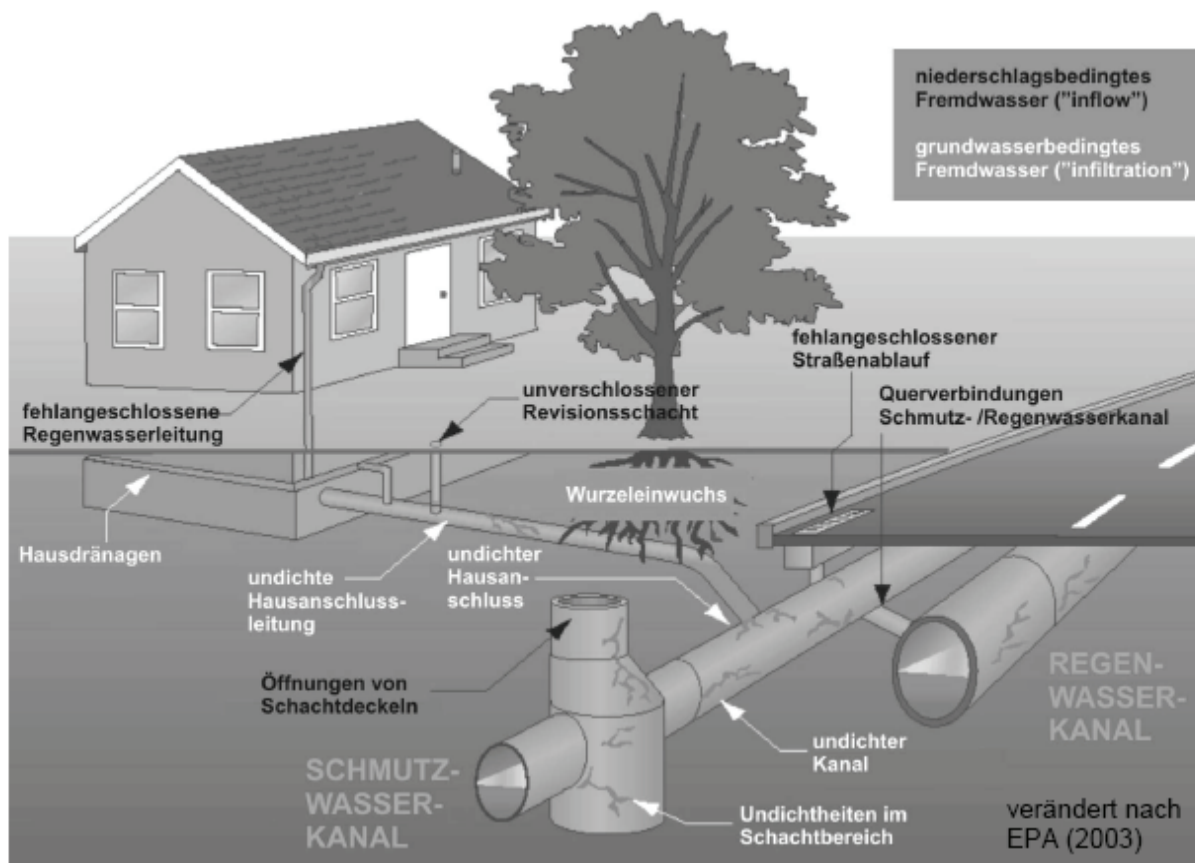 niederschlagsbedingtes
Fremdwasser ("inflow")
grundwasserbedingtes
Fremdwasser ("infiltration")
fehlangeschlossener
Straßenablauf
unverschlossener
Revisionsschacht
Querverbindungen
Schmutz- /Regenwasserkanal
fehlangeschlossene
Regenwasserleitung
Wurzeleinwuchs
Hausdränagen
undichte
Hausanschluss-
leitung
undichter
Hausan-
schluss
Öffnungen von
Schachtdeckeln
REGEN-
WASSER-
KANAL
undichter
Kanal
SCHMUTZ-
WASSER-
KANAL
Undichtheiten im
Schachtbereich
verändert nach
EPA (2003)